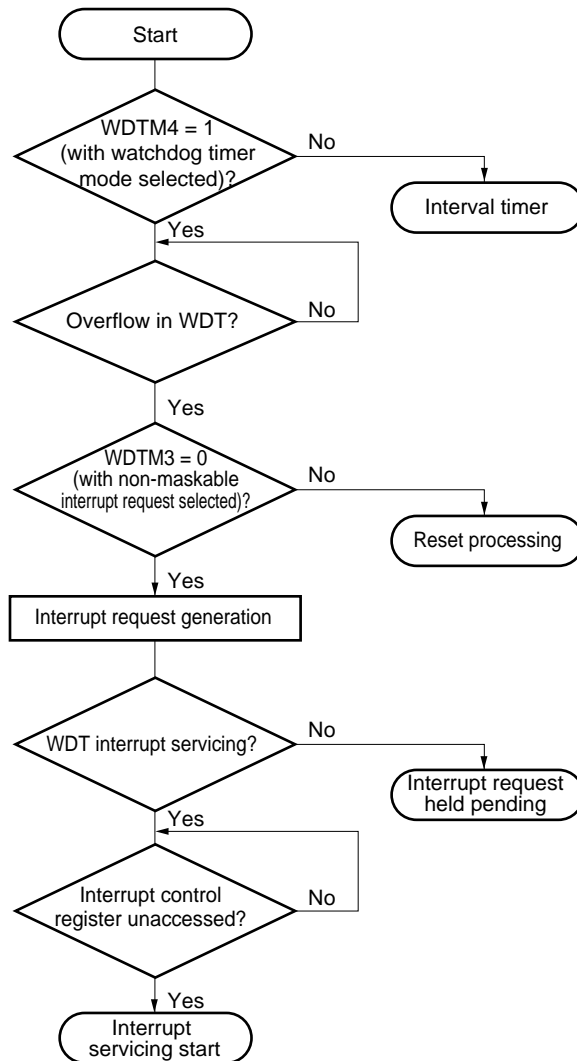 Start
WDTM4 = 1
(with watchdog timer
mode selected)?
No
Interval timer
Yes
Overflow in WDT?
No
Yes
WDTM3 = 0
(with non-maskable
interrupt request selected)?
No
Reset processing
Yes
Interrupt request generation
WDT interrupt servicing?
No
Interrupt request
held pending
Yes
Interrupt control
register unaccessed?
No
Yes
Interrupt
servicing start